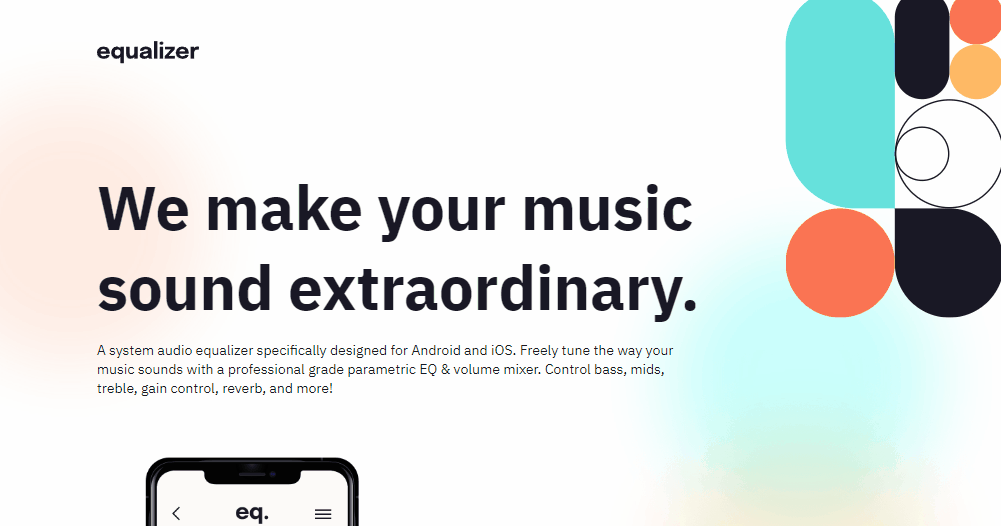 equalizer
We make your music
sound extraordinary.
A system audio equalizer specifically designed for Android and iOS. Freely tune the way your
music sounds with a professional grade parametric EQ & volume mixer. Control bass, mids,
treble, gain control, reverb, and more!
eq.